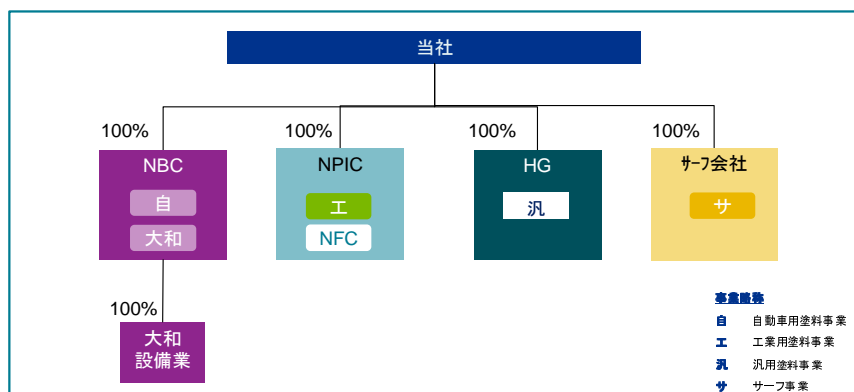 当社
100%
100%
100%
100%
NBC
NPIC
HG
サーフ会社
自
工
汎
サ
大和
NFC
100%
大和
設備業
事業略称
自 自動車用塗料事業
工 工業用塗料事業
汎 汎用塗料事業
サ サーフ事業